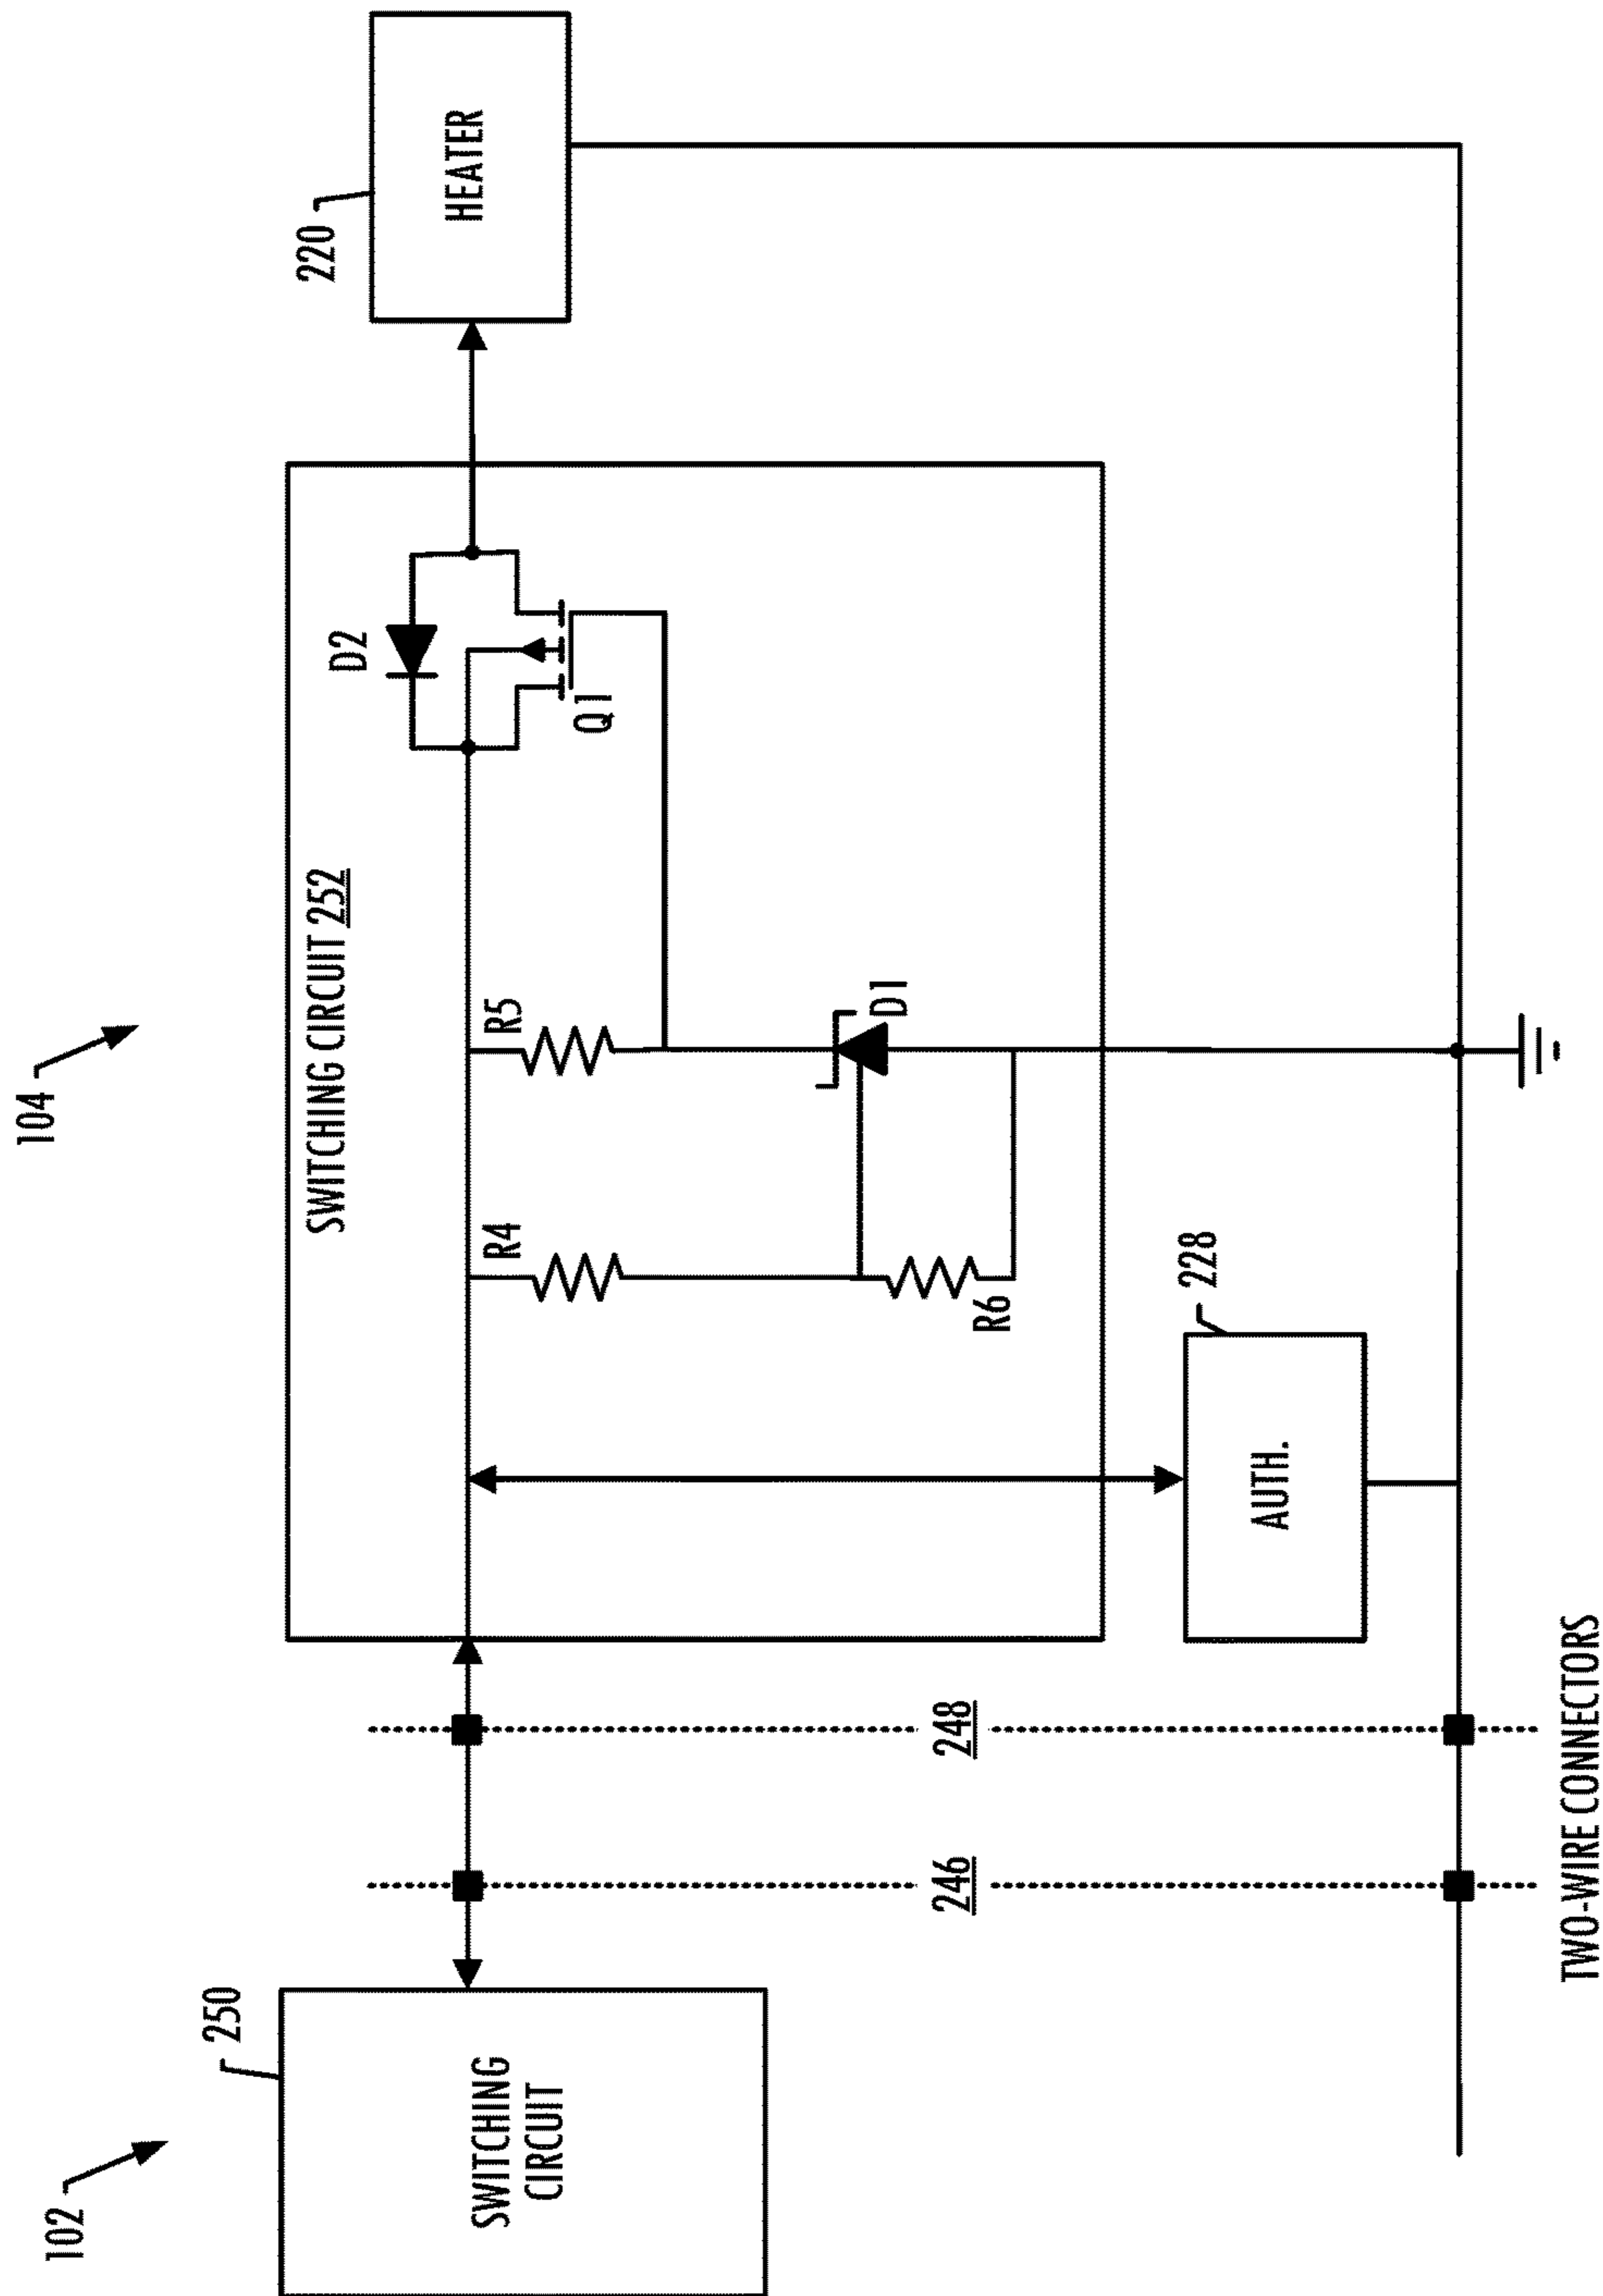 104
102
250
SWITCHING
CIRCUIT
SWITCHING CIRCUIT 252
R4
R5
R6
D1
D2
Q1
220
HEATER
228
AUTH.
246
248
TWO-WIRE CONNECTORS